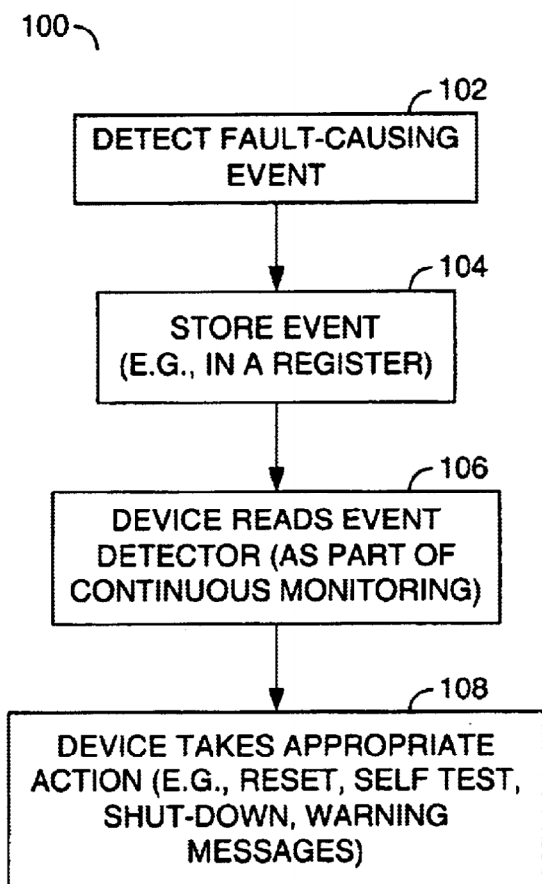 100
102
DETECT FAULT-CAUSING
EVENT
104
STORE EVENT
(E.G., IN A REGISTER)
106
DEVICE READS EVENT
DETECTOR (AS PART OF
CONTINUOUS MONITORING)
108
DEVICE TAKES APPROPRIATE
ACTION (E.G., RESET, SELF TEST,
SHUT-DOWN, WARNING
MESSAGES)